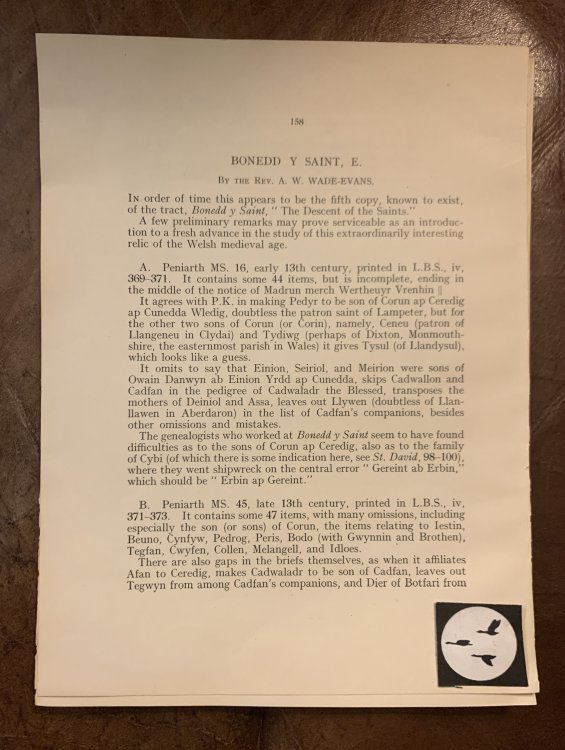 158
BONEDD Y SAINT, E.
By the Rev. A. W. WADE-EVANS.
In order of time this appears to be the fifth copy, known to exist,
of the tract, Bonedd y Saint, “ The Descent of the Saints.”
A few preliminary remarks may prove serviceable as an introduc-
tion to a fresh advance in the study of this extraordinarily interesting
relic of the Welsh medieval age.
A. Peniarth MS. 16, early 13th century, printed in L.B.S., iv,
369–371. It contains some 44 items, but is incomplete, ending in
the middle of the notice of Madrun merch Wertheuyr Vrenhin ||
It agrees with P.K. in making Pedyr to be son of Corun ap Ceredig
ap Cunedda Wledig, doubtless the patron saint of Lampeter, but for
the other two sons of Corun (or Corin), namely, Ceneu (patron of
Llangeneu in Clydai) and Tydiwg (perhaps of Dixton, Monmouth-
shire, the easternmost parish in Wales) it gives Tysul (of Llandysul),
which looks like a guess.
It omits to say that Einion, Seiriol, and Meirion were sons of
Owain Danwyn ab Einion Yrdd ap Cunedda, skips Cadwallon and
Cadfan in the pedigree of Cadwaladr the Blessed, transposes the
mothers of Deiniol and Assa, leaves out Llywen (doubtless of Llan-
llawen in Aberdaron) in the list of Cadfan’s companions, besides
other omissions and mistakes.
The genealogists who worked at Bonedd y Saint seem to have found
difficulties as to the sons of Corun ap Ceredig, also as to the family
of Cybi (of which there is some indication here, see St. David, 98–100),
where they went shipwreck on the central error “ Gereint ab Erbin,”
which should be “ Erbin ap Gereint.”
B. Peniarth MS. 45, late 13th century, printed in L.B.S., iv,
371–373. It contains some 47 items, with many omissions, including
especially the son (or sons) of Corun, the items relating to Iestin,
Beuno, Cynfyw, Pedrog, Peris, Bodo (with Gwynnin and Brothen),
Tegfan, Cwyfen, Collen, Melangell, and Idloes.
There are also gaps in the briefs themselves, as when it affiliates
Afan to Ceredig, makes Cadwaladr to be son of Cadfan, leaves out
Tegwyn from among Cadfan’s companions, and Dier of Botfari from